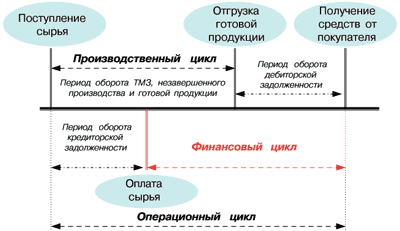 Поступление
сырья
Отгрузка
готовой
продукции
Получение
средств от
покупателя
Производственный цикл
Период оборота ТМЗ, незавершенного
производства и готовой продукции
Период оборота
дебиторской
задолженности
Период оборота
кредиторской
задолженности
Финансовый цикл
Оплата
сырья
Операционный цикл